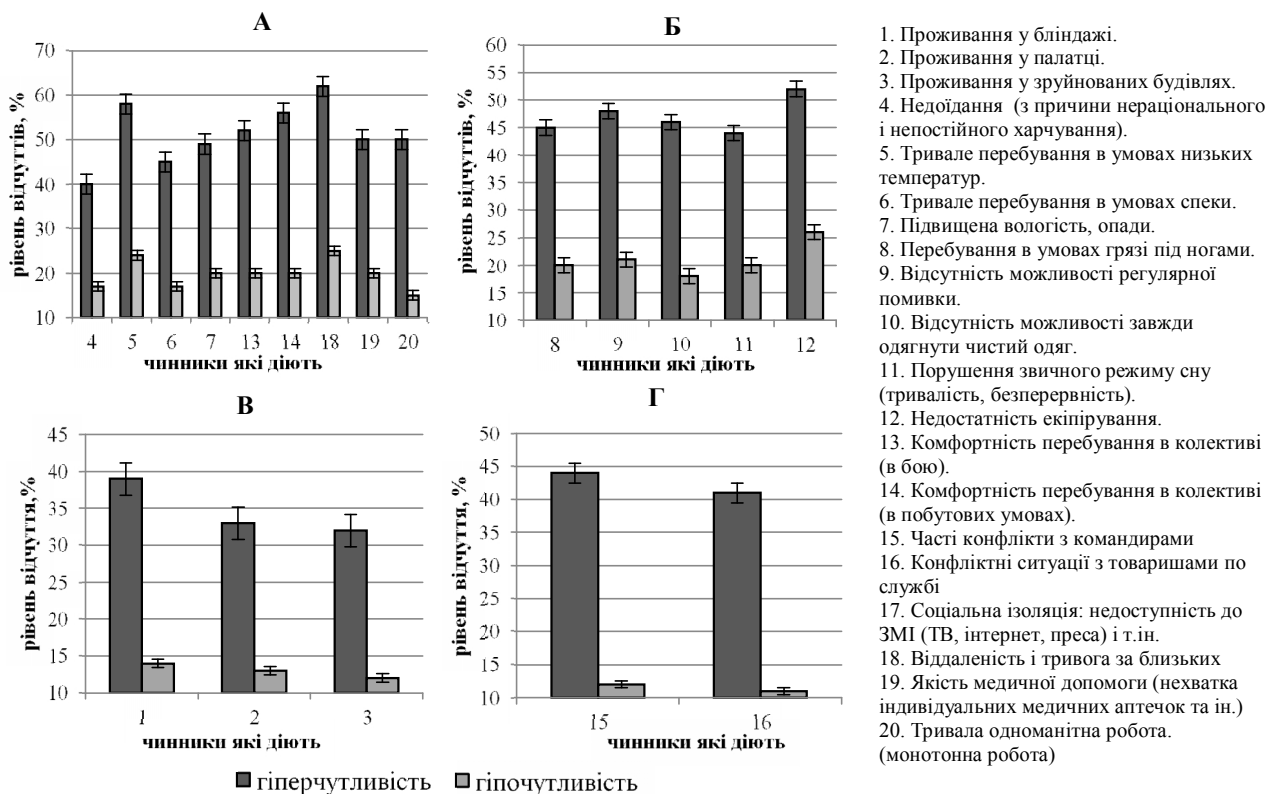 А
рівень відчуттів, %
70
60
50
40
30
20
10
4 5 6 7 13 14 18 19 20
чинники які діють
Б
рівень відчуттів, %
60
55
50
45
40
35
30
25
20
15
10
8 9 10 11 12
чинники які діють
В
рівень відчуття,%
45
40
35
30
25
20
15
10
1 2 3
чинники які діють
Г
рівень відчуття, %
50
45
40
35
30
25
20
15
10
15 16
чинники які діють
гіперчутливість гіпочутливість
1. Проживання у бліндажі.
2. Проживання у палатці.
3. Проживання у зруйнованих будівлях.
4. Недоїдання (з причини нераціонального
і непостійного харчування).
5. Тривале перебування в умовах низьких
температур.
6. Тривале перебування в умовах спеки.
7. Підвищена вологість, опади.
8. Перебування в умовах грязі під ногами.
9. Відсутність можливості регулярної
помивки.
10. Відсутність можливості завжди
одягнути чистий одяг.
11. Порушення звичного режиму сну
(тривалість, безперервність).
12. Недостатність екіпірування.
13. Комфортність перебування в колективі
(в бою).
14. Комфортність перебування в колективі
(в побутових умовах).
15. Часті конфлікти з командирами
16. Конфліктні ситуації з товаришами по
службі
17. Соціальна ізоляція: недоступність до
ЗМІ (ТВ, інтернет, преса) і т.ін.
18. Віддаленість і тривога за близьких
19. Якість медичної допомоги (нехватка
індивідуальних медичних аптечок та ін.)
20. Тривала одноманітна робота.
(монотонна робота)